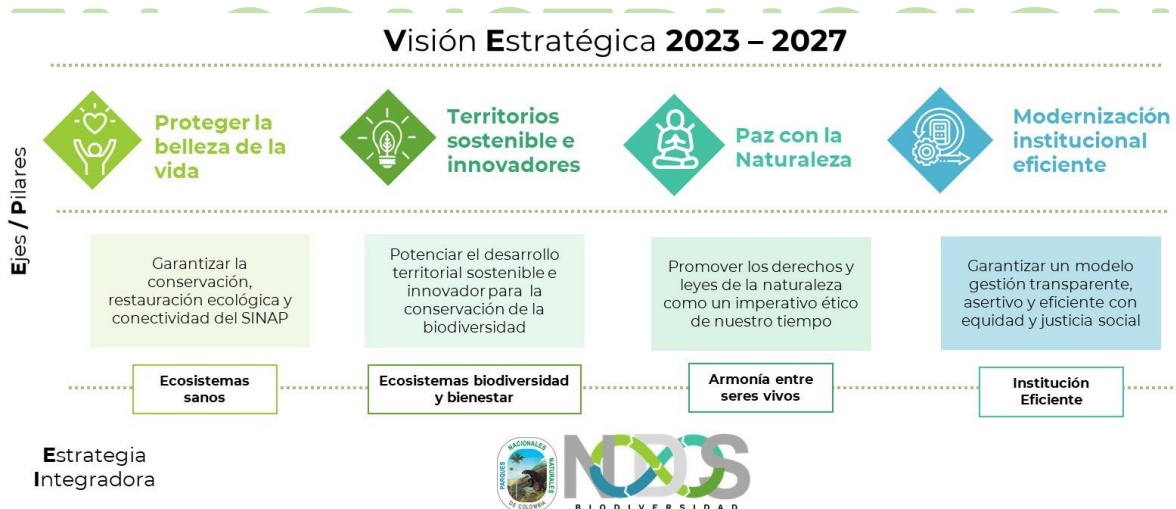 Visión Estratégica 2023 – 2027
Ejes / Pilares
Proteger la
belleza de la
vida
Territorios
sostenible e
innovadores
Paz con la
Naturaleza
Modernización
institucional
eficiente
Garantizar la
conservación,
restauración ecológica y
conectividad del SINAP
Potenciar el desarrollo
territorial sostenible e
innovador para la
conservación de la
biodiversidad
Promover los derechos y
leyes de la naturaleza
como un imperativo ético
de nuestro tiempo
Garantizar un modelo
gestión transparente,
asertivo y eficiente con
equidad y justicia social
Ecosistemas
sanos
Ecosistemas biodiversidad
y bienestar
Armonía entre
seres vivos
Institución
Eficiente
Estrategia
Integradora
PARQUES NACIONALES NATURALES
DE COLOMBIA
NODOS
BIODIVERSIDAD